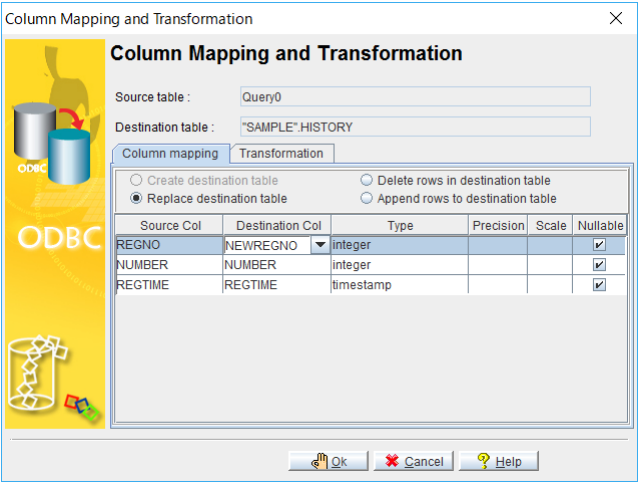 Column Mapping and Transformation
Column Mapping and Transformation
Source table : Query0
Destination table : "SAMPLE".HISTORY
Column mapping Transformation
Create destination table Delete rows in destination table
Replace destination table Append rows to destination table
Source Col Destination Col Type Precision Scale Nullable
REGNO NEWREGNO integer
NUMBER NUMBER integer
REGTIME REGTIME timestamp
ODBC
ODBC
Ok Cancel Help